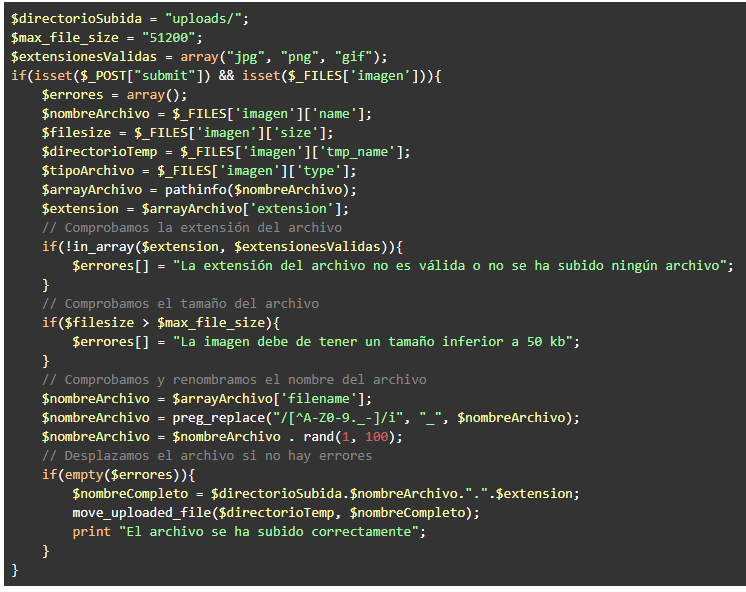 $directorioSubida = "uploads/";
$max_file_size = "51200";
$extensionesValidas = array("jpg", "png", "gif");
if(isset($_POST["submit"]) && isset($_FILES['imagen'])){
    $errores = array();
    $nombreArchivo = $_FILES['imagen']['name'];
    $filesize = $_FILES['imagen']['size'];
    $directorioTemp = $_FILES['imagen']['tmp_name'];
    $tipoArchivo = $_FILES['imagen']['type'];
    $arrayArchivo = pathinfo($nombreArchivo);
    $extension = $arrayArchivo['extension'];
    // Comprobamos la extensión del archivo
    if(!in_array($extension, $extensionesValidas)){
        $errores[] = "La extensión del archivo no es válida o no se ha subido ningún archivo";
    }
    // Comprobamos el tamaño del archivo
    if($filesize > $max_file_size){
        $errores[] = "La imagen debe de tener un tamaño inferior a 50 kb";
    }
    // Comprobamos y renombramos el nombre del archivo
    $nombreArchivo = $arrayArchivo['filename'];
    $nombreArchivo = preg_replace("/[^A-Z0-9._-]/i", "_", $nombreArchivo);
    $nombreArchivo = $nombreArchivo . rand(1, 100);
    // Desplazamos el archivo si no hay errores
    if(empty($errores)){
        $nombreCompleto = $directorioSubida.$nombreArchivo.".".$extension;
        move_uploaded_file($directorioTemp, $nombreCompleto);
        print "El archivo se ha subido correctamente";
    }
}